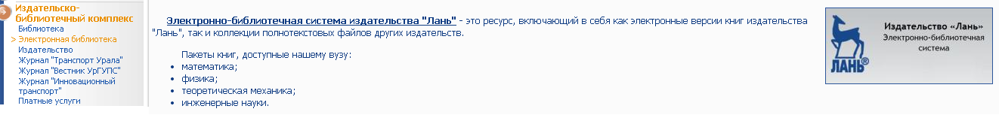 Издательско-
библиотечный комплекс
Библиотека
> Электронная библиотека
Издательство
Журнал "Транспорт Урала"
Журнал "Вестник УрГУПС"
Журнал "Инновационный
транспорт"
Платные услуги
Электронно-библиотечная система издательства "Лань" - это ресурс, включающий в себя как электронные версии книг издательства
"Лань", так и коллекции полнотекстовых файлов других издательств.
Пакеты книг, доступные нашему вузу:
• математика;
• физика;
• теоретическая механика;
• инженерные науки.
Издательство «Лань»
Электронно-библиотечная
система
ЛАНЬ®